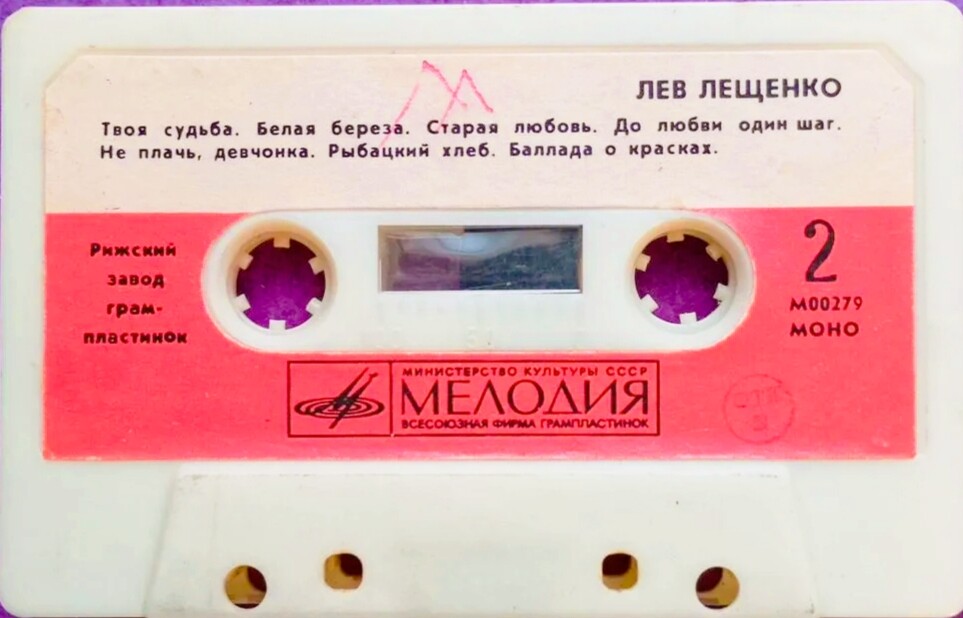 ЛЕВ ЛЕЩЕНКО
Твоя судьба. Белая береза. Старая любовь. До любви один шаг.
Не плачь, девчонка. Рыбацкий хлеб. Баллада о красках.
Рижский
завод
грам-
пластинок
2
М00279
МОНО
МИНИСТЕРСТВО КУЛЬТУРЫ СССР
МЕЛОДИЯ
ВСЕСОЮЗНАЯ ФИРМА ГРАМПЛАСТИНОК